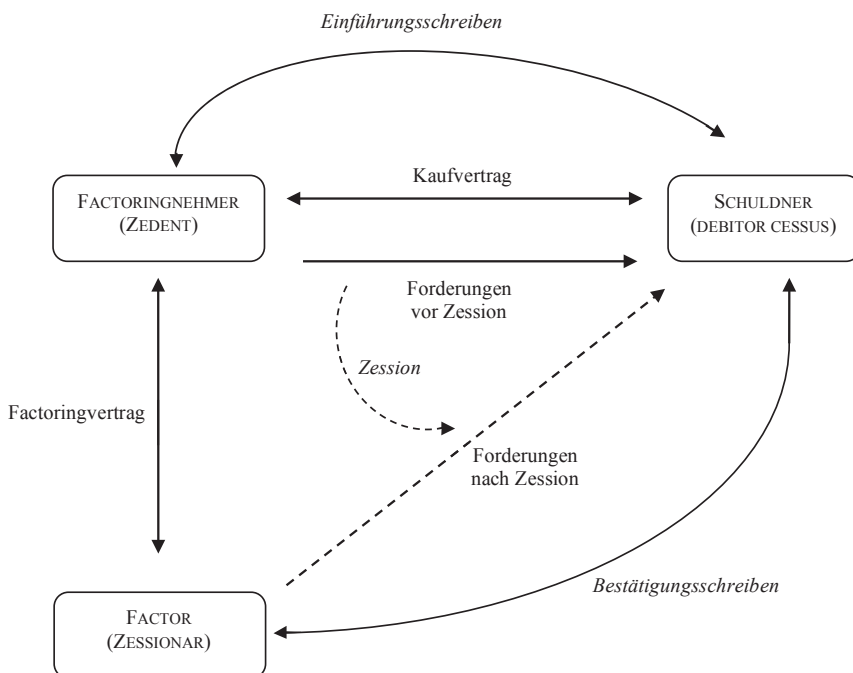 Einführungsschreiben
FACTORINGNEHMER
(ZEDENT)
Kaufvertrag
SCHULDNER
(DEBITOR CESSUS)
Forderungen
vor Zession
Zession
Factoringvertrag
Forderungen
nach Zession
Bestätigungsschreiben
FACTOR
(ZESSIONAR)